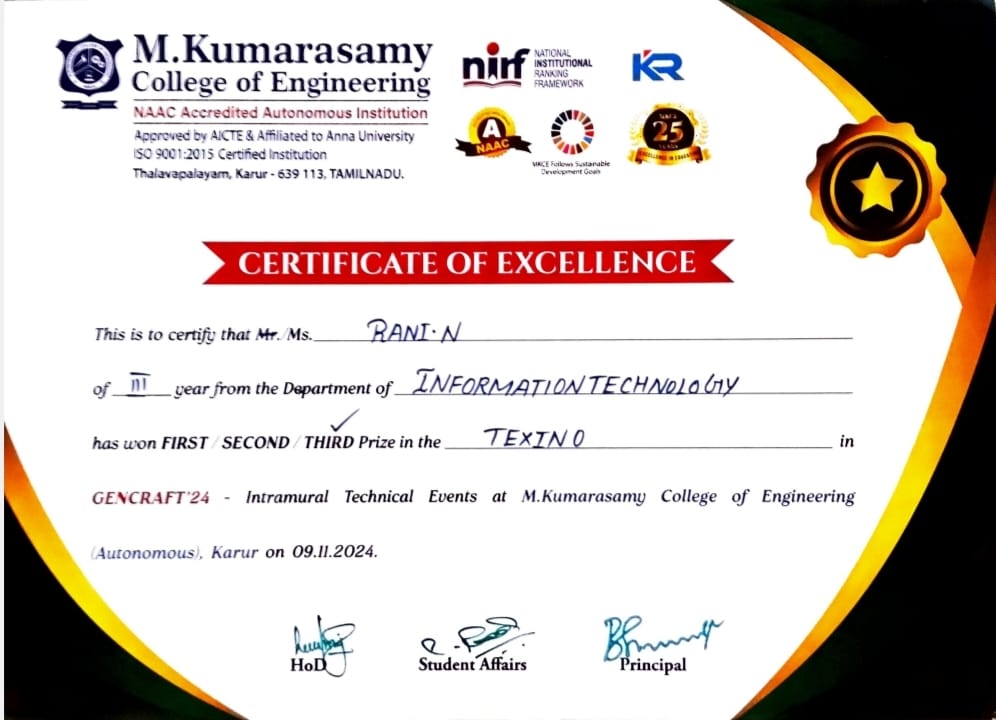 M.Kumarasamy
College of Engineering
NAAC Accredited Autonomous Institution
Approved by AICTE & Affiliated to Anna University
ISO 9001:2015 Certified Institution
Thalavapalayam, Karur - 639 113, TAMILNADU.
nirf NATIONAL
INSTITUTIONAL
RANKING
FRAMEWORK
KR
A
NAAC
MKCE Follows Sustainable
Development Goals
25
YEARS
EXCELLENCE IN EDUCATION
CERTIFICATE OF EXCELLENCE
This is to certify that Mr./Ms. RANI.N
of III year from the Department of INFORMATION TECHNOLOGY
has won FIRST / SECOND / THIRD Prize in the TEXINO in
GENCRAFT'24 - Intramural Technical Events at M.Kumarasamy College of Engineering
(Autonomous), Karur on 09.11.2024.
HoD
Student Affairs
Principal